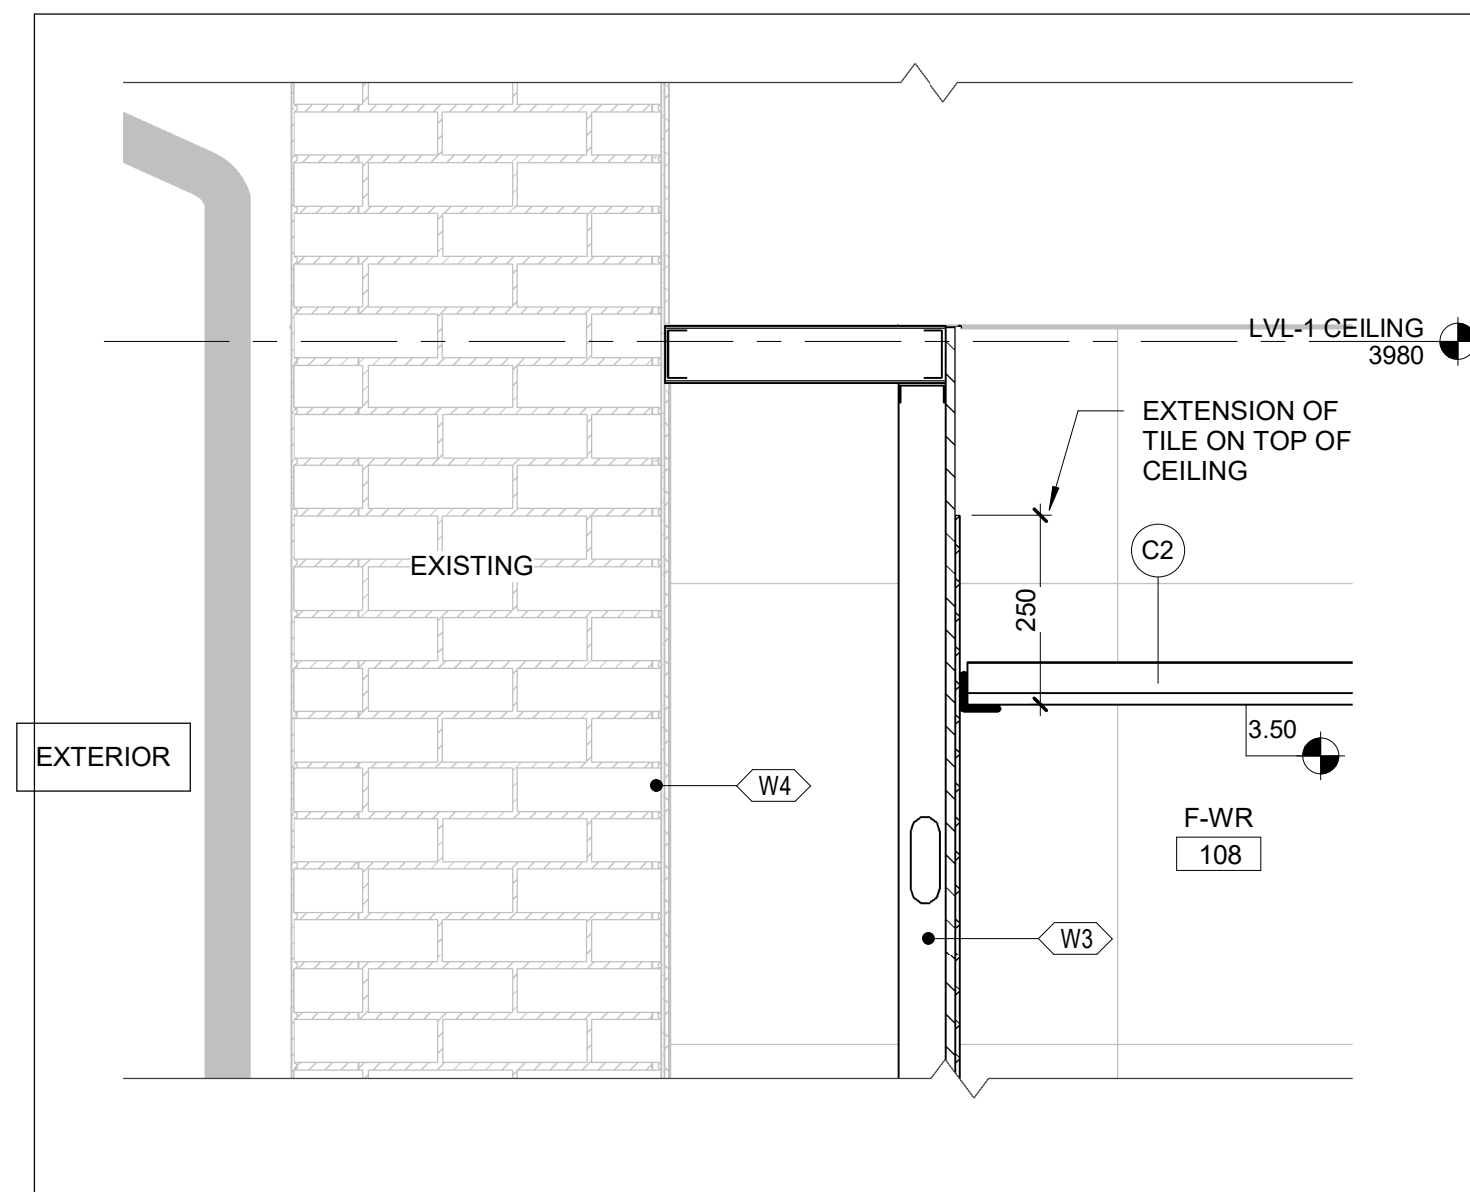 LVL-1 CEILING
3980
EXTENSION OF
TILE ON TOP OF
CEILING
C2
EXISTING
250
3.50
EXTERIOR
W4
F-WR
108
W3